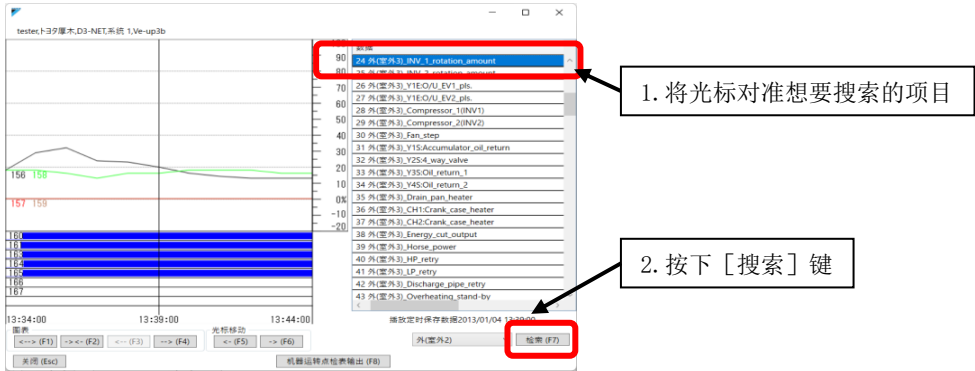 tester,トヨタ厚木,D3-NET,系统 1,Ve-up3b
数据
90
80
70
60
50
40
30
20
10
0%
-10
-20
24 外(室外3)_INV_1_rotation_amount
25 外(室外3)_INV_2_rotation_amount
26 外(室外3)_Y1E:O/U_EV1_pls.
27 外(室外3)_Y1E:O/U_EV2_pls.
28 外(室外3)_Compressor_1(INV1)
29 外(室外3)_Compressor_2(INV2)
30 外(室外3)_Fan_step
31 外(室外3)_Y1S:Accumulator_oil_return
32 外(室外3)_Y2S:4_way_valve
33 外(室外3)_Y3S:Oil_return_1
34 外(室外3)_Y4S:Oil_return_2
35 外(室外3)_Drain_pan_heater
36 外(室外3)_CH1:Crank_case_heater
37 外(室外3)_CH2:Crank_case_heater
38 外(室外3)_Energy_cut_output
39 外(室外3)_Horse_power
40 外(室外3)_HP_retry
41 外(室外3)_LP_retry
42 外(室外3)_Discharge_pipe_retry
43 外(室外3)_Overheating_stand-by
156 158
157 159
160
161
163
164
165
166
167
13:34:00 13:39:00 13:44:00
播放定时保存数据2013/01/04 13:39:00
图表
<--> (F1) -><- (F2) <-- (F3) --> (F4)
光标移动
<- (F5) -> (F6)
外(室外2)
检索 (F7)
关闭 (Esc)
机器运转点检表输出 (F8)
1.将光标对准想要搜索的项目
2.按下［搜索］键